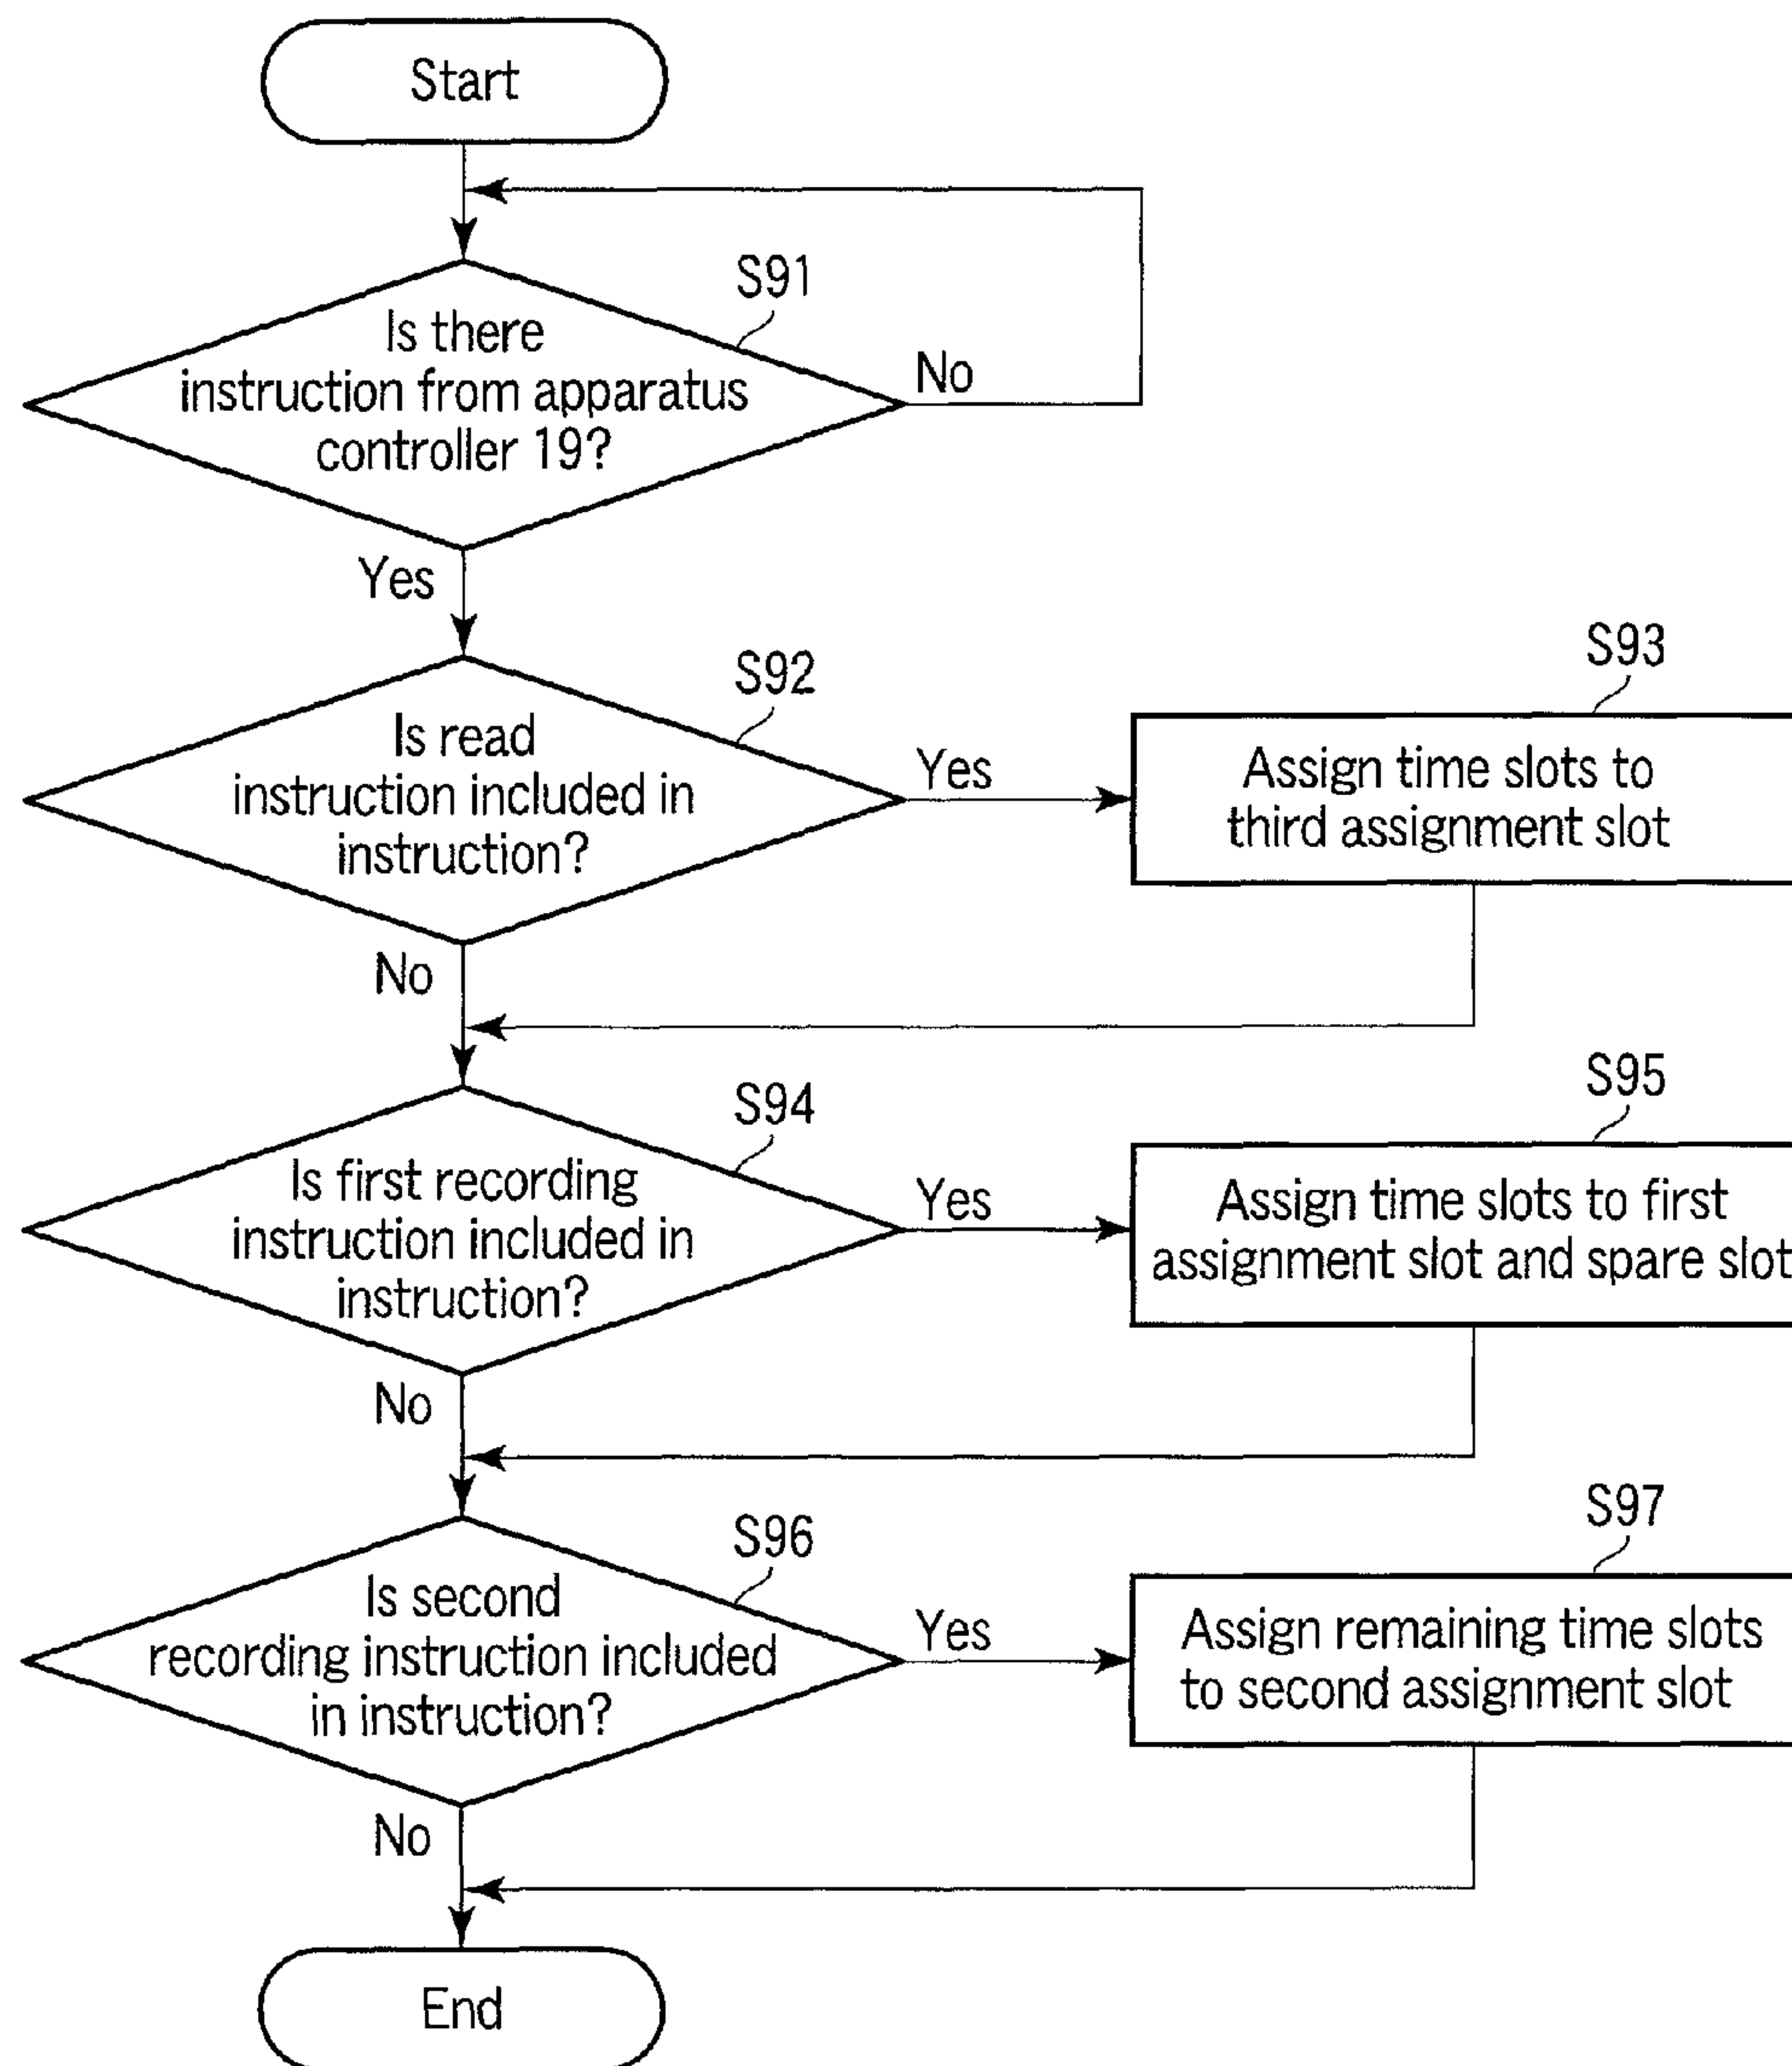 Start
S91
Is there
instruction from apparatus
controller 19?
No
Yes
S92
Is read
instruction included in
instruction?
Yes
S93
Assign time slots to
third assignment slot
No
S94
Is first recording
instruction included in
instruction?
Yes
S95
Assign time slots to first
assignment slot and spare slot
No
S96
Is second
recording instruction included
in instruction?
Yes
S97
Assign remaining time slots
to second assignment slot
No
End